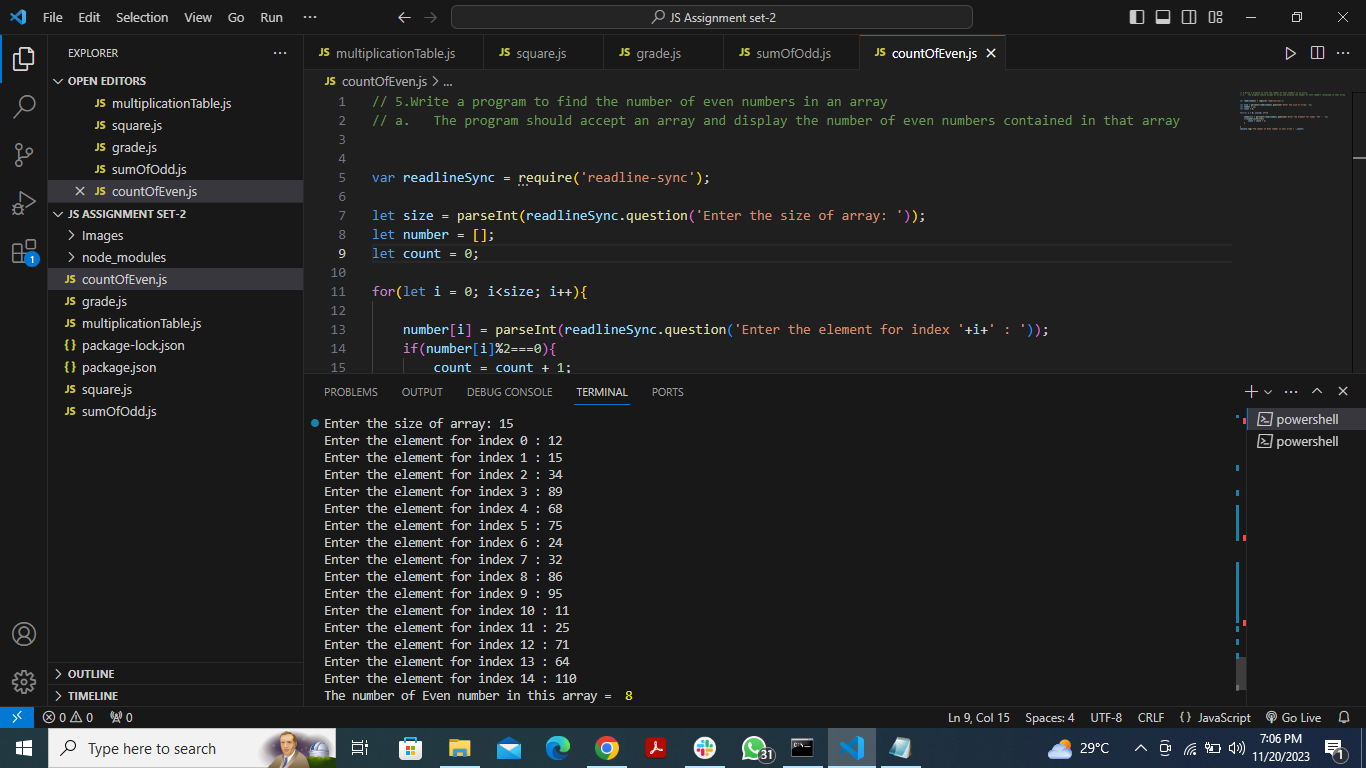 File Edit Selection View Go Run ··· JS Assignment set-2
EXPLORER ···
OPEN EDITORS
JS multiplicationTable.js
JS square.js
JS grade.js
JS sumOfOdd.js
JS countOfEven.js
JS ASSIGNMENT SET-2
Images
node_modules
JS countOfEven.js
JS grade.js
JS multiplicationTable.js
{} package-lock.json
{} package.json
JS square.js
JS sumOfOdd.js
OUTLINE
TIMELINE
1
JS multiplicationTable.js JS square.js JS grade.js JS sumOfOdd.js JS countOfEven.js
JS countOfEven.js > ...
1 // 5.Write a program to find the number of even numbers in an array
2 // a.   The program should accept an array and display the number of even numbers contained in that array
3
4
5 var readlineSync = require('readline-sync');
6
7 let size = parseInt(readlineSync.question('Enter the size of array: '));
8 let number = [];
9 let count = 0;
10
11 for(let i = 0; i<size; i++){
12
13     number[i] = parseInt(readlineSync.question('Enter the element for index '+i+' : '));
14     if(number[i]%2===0){
15         count = count + 1;
PROBLEMS OUTPUT DEBUG CONSOLE TERMINAL PORTS
Enter the size of array: 15
Enter the element for index 0 : 12
Enter the element for index 1 : 15
Enter the element for index 2 : 34
Enter the element for index 3 : 89
Enter the element for index 4 : 68
Enter the element for index 5 : 75
Enter the element for index 6 : 24
Enter the element for index 7 : 32
Enter the element for index 8 : 86
Enter the element for index 9 : 95
Enter the element for index 10 : 11
Enter the element for index 11 : 25
Enter the element for index 12 : 71
Enter the element for index 13 : 64
Enter the element for index 14 : 110
The number of Even number in this array =  8
powershell
powershell
0 0 0 Ln 9, Col 15 Spaces: 4 UTF-8 CRLF {} JavaScript Go Live
Type here to search 31 29°C 7:06 PM
11/20/2023 1